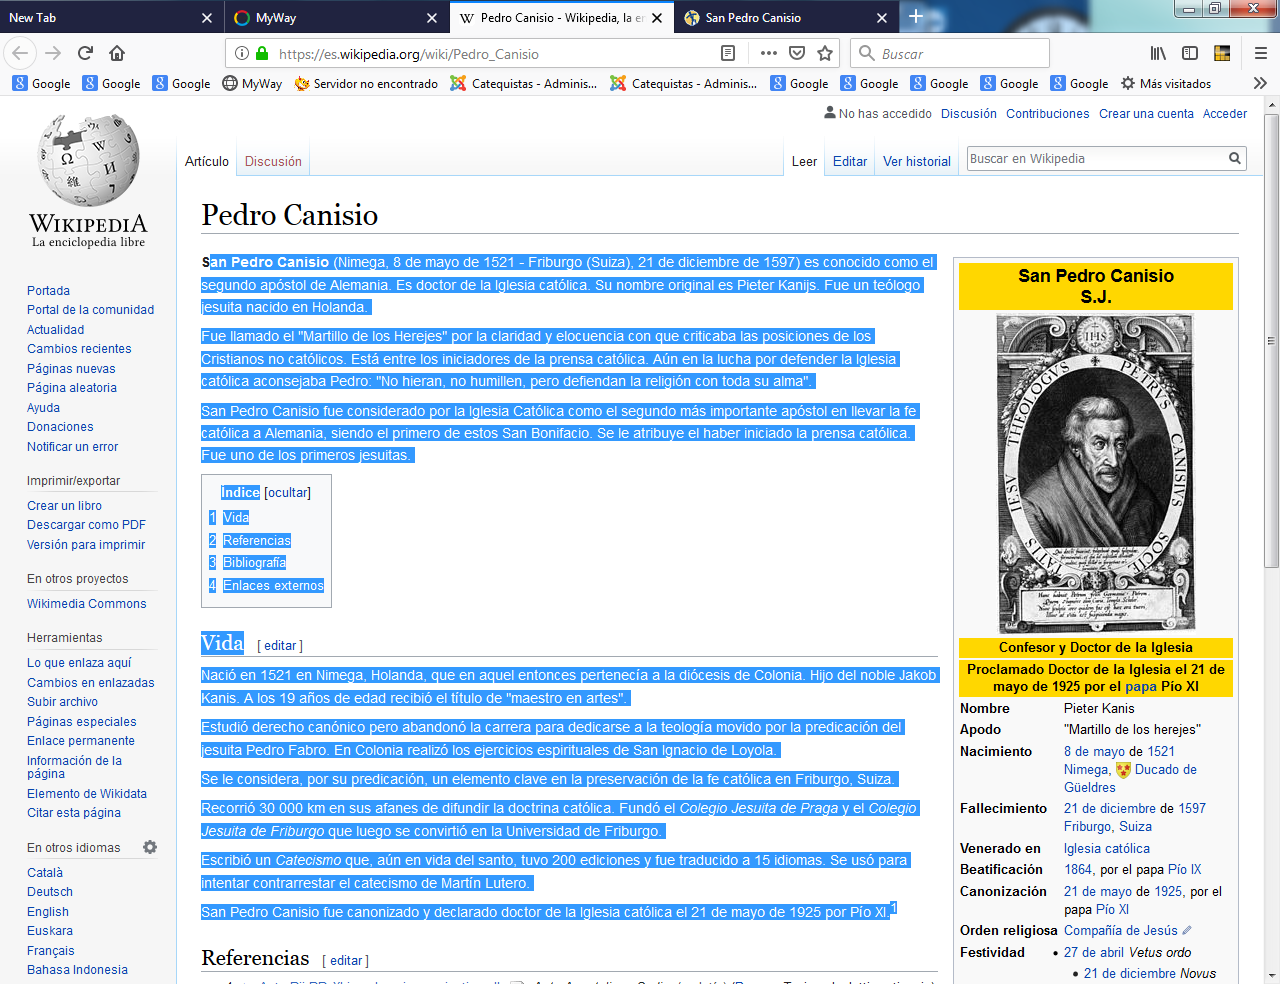 New Tab
MyWay
Pedro Canisio - Wikipedia, la en
San Pedro Canisio
https://es.wikipedia.org/wiki/Pedro_Canisio
Buscar
Google
Google
Google
MyWay
Servidor no encontrado
Catequistas - Adminis...
Catequistas - Adminis...
Google
Google
Google
Google
Google
Más visitados
No has accedido Discusión Contribuciones Crear una cuenta Acceder
WIKIPEDIA
La enciclopedia libre
Artículo Discusión
Leer Editar Ver historial
Buscar en Wikipedia
Portada
Portal de la comunidad
Actualidad
Cambios recientes
Páginas nuevas
Página aleatoria
Ayuda
Donaciones
Notificar un error
Imprimir/exportar
Crear un libro
Descargar como PDF
Versión para imprimir
En otros proyectos
Wikimedia Commons
Herramientas
Lo que enlaza aquí
Cambios en enlazadas
Subir archivo
Páginas especiales
Enlace permanente
Información de la
página
Elemento de Wikidata
Citar esta página
En otros idiomas
Català
Deutsch
English
Euskara
Français
Bahasa Indonesia
Pedro Canisio
San Pedro Canisio (Nimega, 8 de mayo de 1521 - Friburgo (Suiza), 21 de diciembre de 1597) es conocido como el
segundo apóstol de Alemania. Es doctor de la Iglesia católica. Su nombre original es Pieter Kanijs. Fue un teólogo
jesuita nacido en Holanda.
Fue llamado el "Martillo de los Herejes" por la claridad y elocuencia con que criticaba las posiciones de los
Cristianos no católicos. Está entre los iniciadores de la prensa católica. Aún en la lucha por defender la Iglesia
católica aconsejaba Pedro: "No hieran, no humillen, pero defiendan la religión con toda su alma".
San Pedro Canisio fue considerado por la Iglesia Católica como el segundo más importante apóstol en llevar la fe
católica a Alemania, siendo el primero de estos San Bonifacio. Se le atribuye el haber iniciado la prensa católica.
Fue uno de los primeros jesuitas.
Índice [ocultar]
1 Vida
2 Referencias
3 Bibliografía
4 Enlaces externos
Vida [ editar ]
Nació en 1521 en Nimega, Holanda, que en aquel entonces pertenecía a la diócesis de Colonia. Hijo del noble Jakob
Kanis. A los 19 años de edad recibió el título de "maestro en artes".
Estudió derecho canónico pero abandonó la carrera para dedicarse a la teología movido por la predicación del
jesuita Pedro Fabro. En Colonia realizó los ejercicios espirituales de San Ignacio de Loyola.
Se le considera, por su predicación, un elemento clave en la preservación de la fe católica en Friburgo, Suiza.
Recorrió 30 000 km en sus afanes de difundir la doctrina católica. Fundó el Colegio Jesuita de Praga y el Colegio
Jesuita de Friburgo que luego se convirtió en la Universidad de Friburgo.
Escribió un Catecismo que, aún en vida del santo, tuvo 200 ediciones y fue traducido a 15 idiomas. Se usó para
intentar contrarrestar el catecismo de Martín Lutero.
San Pedro Canisio fue canonizado y declarado doctor de la Iglesia católica el 21 de mayo de 1925 por Pío XI.1
Referencias [ editar ]
San Pedro Canisio
S.J.
IHS
PETRVS CANISIVS SOCIETATIS IESV THEOLOGVS
Confesor y Doctor de la Iglesia
Proclamado Doctor de la Iglesia el 21 de
mayo de 1925 por el papa Pío XI
Nombre Pieter Kanis
Apodo "Martillo de los herejes"
Nacimiento 8 de mayo de 1521
Nimega, Ducado de
Güeldres
Fallecimiento 21 de diciembre de 1597
Friburgo, Suiza
Venerado en Iglesia católica
Beatificación 1864, por el papa Pío IX
Canonización 21 de mayo de 1925, por el
papa Pío XI
Orden religiosa Compañía de Jesús
Festividad • 27 de abril Vetus ordo
• 21 de diciembre Novus